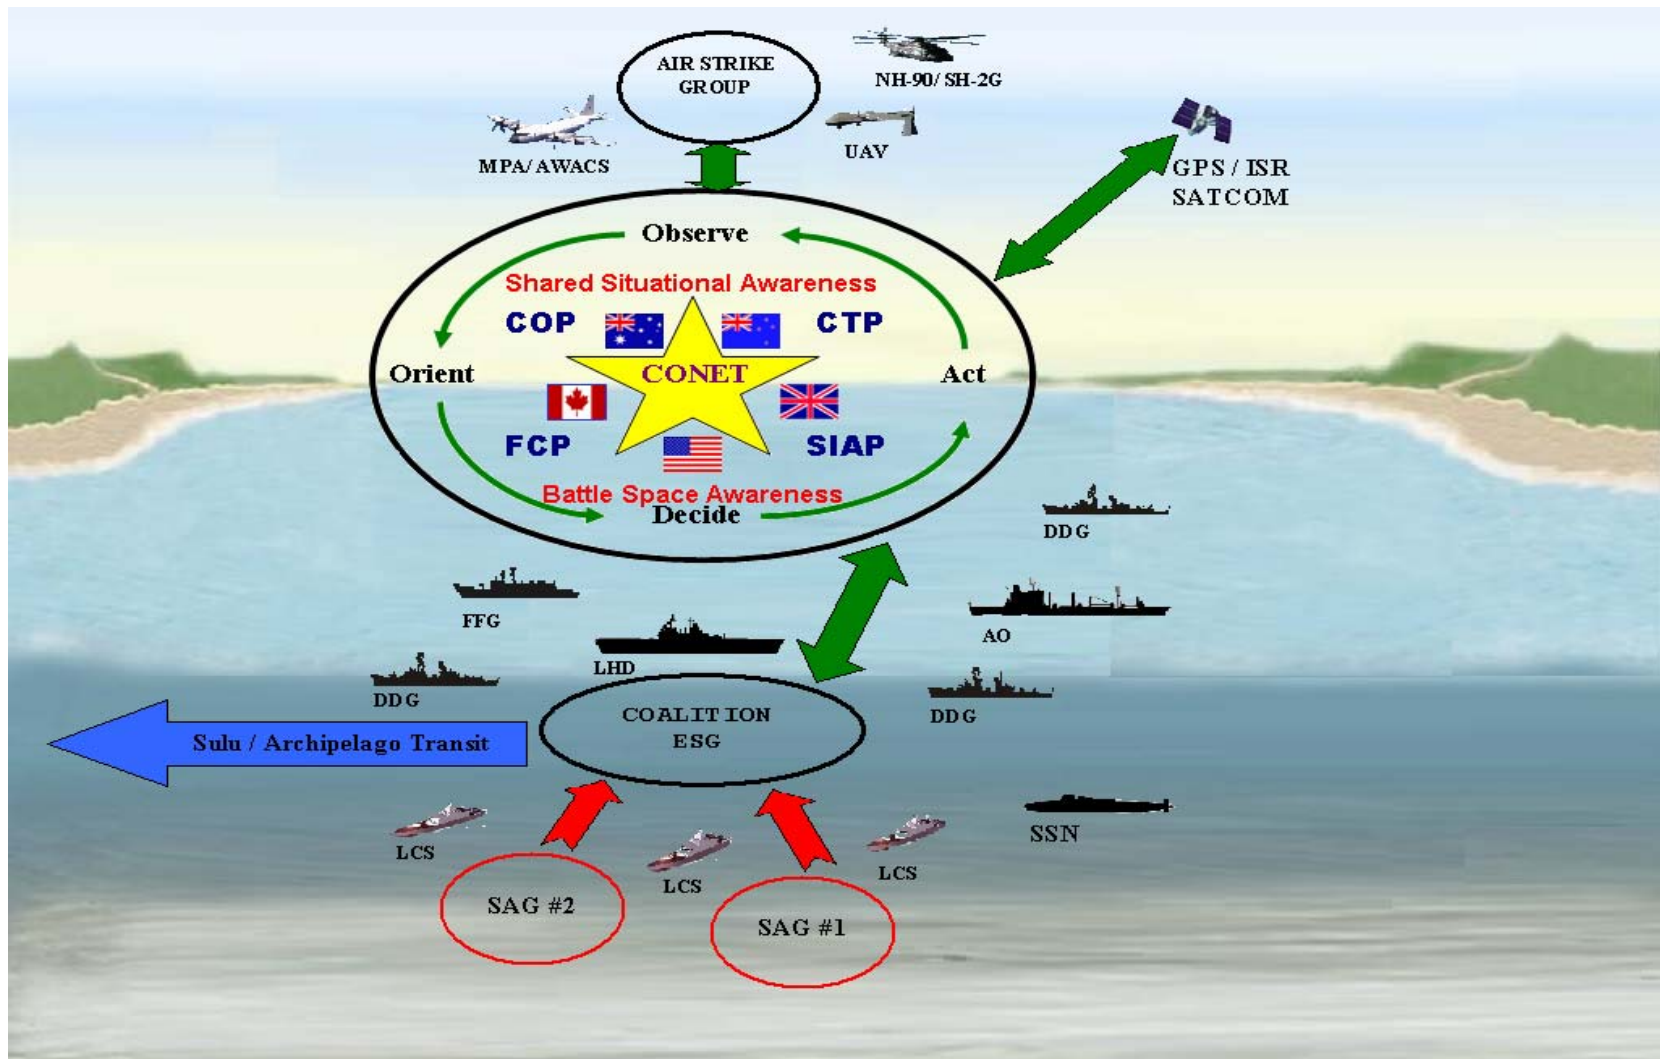 AIR STRIKE
GROUP
NH-90/ SH-2G
MPA/ AWACS
UAV
GPS / ISR
SATCOM
Observe
Shared Situational Awareness
COP
CTP
Orient
CONET
Act
FCP
SIAP
Battle Space Awareness
Decide
DDG
FFG
AO
LHD
DDG
DDG
COALITION
ESG
Sulu / Archipelago Transit
LCS
LCS
LCS
SSN
SAG #2
SAG #1